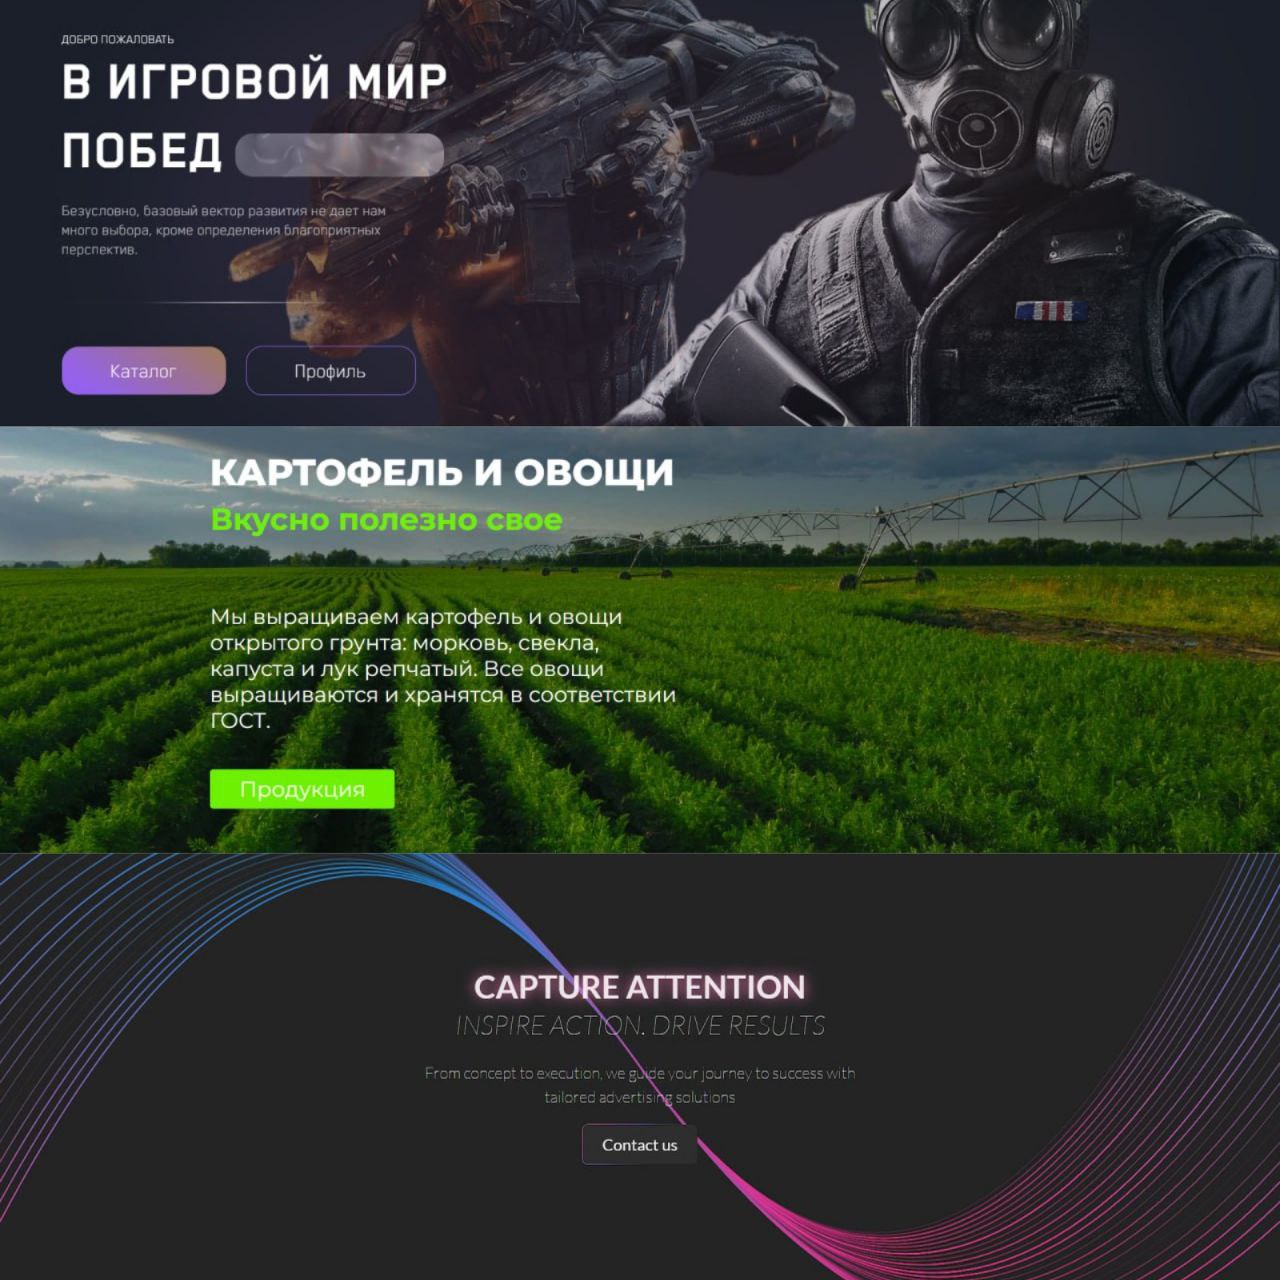 ДОБРО ПОЖАЛОВАТЬ
В ИГРОВОЙ МИР
ПОБЕД
Безусловно, базовый вектор развития не дает нам
много выбора, кроме определения благоприятных
перспектив.
Каталог Профиль
КАРТОФЕЛЬ И ОВОЩИ
Вкусно полезно свое
Мы выращиваем картофель и овощи
открытого грунта: морковь, свекла,
капуста и лук репчатый. Все овощи
выращиваются и хранятся в соответствии
ГОСТ.
Продукция
CAPTURE ATTENTION
INSPIRE ACTION. DRIVE RESULTS
From concept to execution, we guide your journey to success with
tailored advertising solutions
Contact us